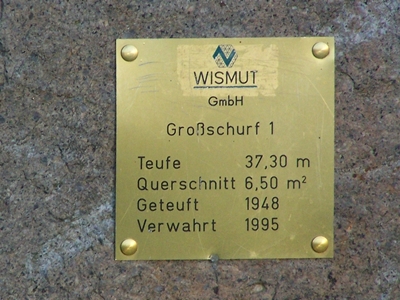 WISMUT
GmbH
Großschurf 1
Teufe 37,30 m
Querschnitt 6,50 m²
Geteuft 1948
Verwahrt 1995